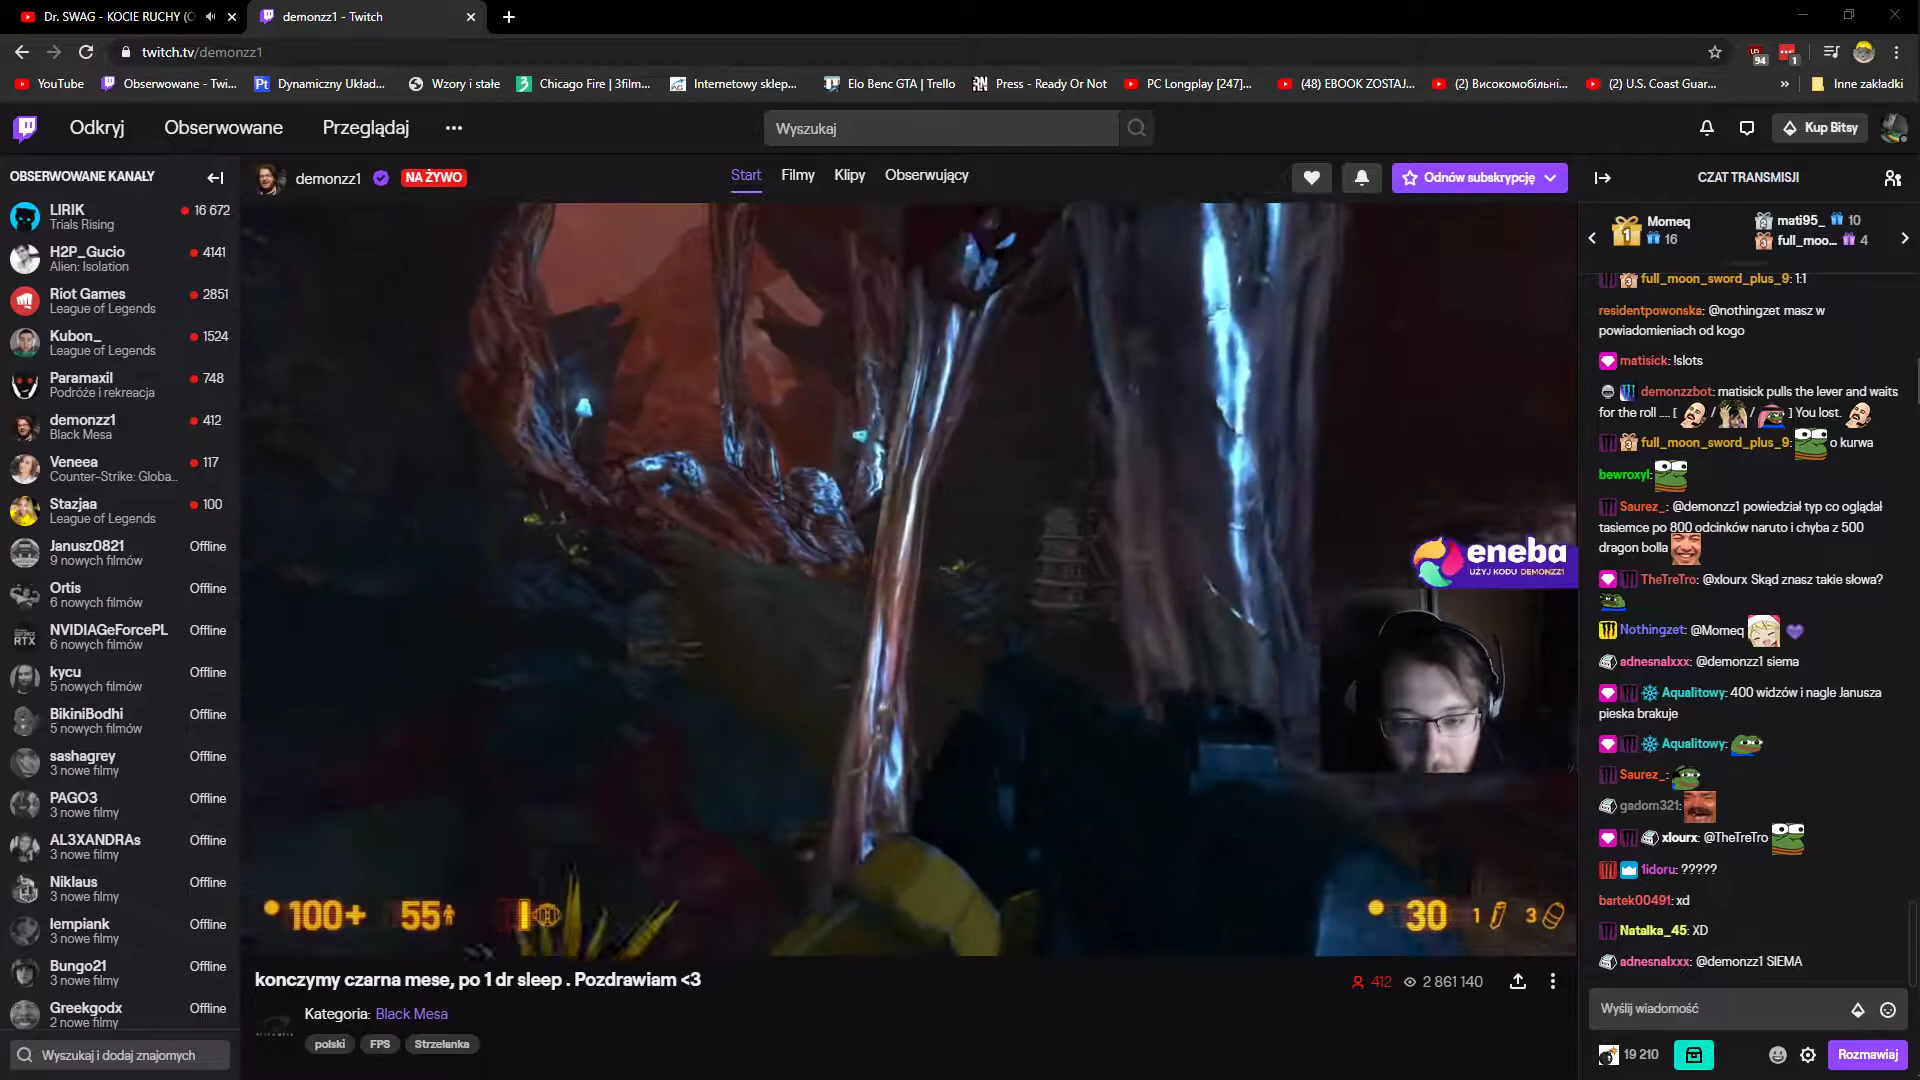 Dr. SWAG - KOCIE RUCHY (O
demonzz1 - Twitch
twitch.tv/demonzz1
94
1
YouTube
Obserwowane - Twi...
Dynamiczny Układ...
Wzory i stałe
Chicago Fire | 3film...
Internetowy sklep...
Elo Benc GTA | Trello
Press - Ready Or Not
PC Longplay [247]...
(48) EBOOK ZOSTAJ...
(2) Високомобільні...
(2) U.S. Coast Guar...
»
Inne zakładki
Odkryj
Obserwowane
Przeglądaj
Wyszukaj
Kup Bitsy
OBSERWOWANE KANAŁY
LIRIK
16 672
Trials Rising
H2P_Gucio
4141
Alien: Isolation
Riot Games
2851
League of Legends
Kubon_
1524
League of Legends
Paramaxil
748
Podróże i rekreacja
demonzz1
412
Black Mesa
Veneea
117
Counter-Strike: Globa...
Stazjaa
100
League of Legends
Janusz0821
Offline
9 nowych filmów
Ortis
Offline
6 nowych filmów
NVIDIAGeForcePL
Offline
6 nowych filmów
kycu
Offline
5 nowych filmów
BikiniBodhi
Offline
5 nowych filmów
sashagrey
Offline
3 nowe filmy
PAGO3
Offline
3 nowe filmy
AL3XANDRAs
Offline
3 nowe filmy
Niklaus
Offline
3 nowe filmy
lempiank
Offline
3 nowe filmy
Bungo21
Offline
3 nowe filmy
Greekgodx
Offline
2 nowe filmy
Wyszukaj i dodaj znajomych
demonzz1
NA ŻYWO
Start
Filmy
Klipy
Obserwujący
Odnów subskrypcję
eneba
UŻYJ KODU DEMONZZ1
100+
55
30
1
3
konczymy czarna mese, po 1 dr sleep . Pozdrawiam <3
412
2 861 140
Kategoria: Black Mesa
polski
FPS
Strzelanka
CZAT TRANSMISJI
1
Momeq
16
mati95_ 10
full_moo... 4
full_moon_sword_plus_9: 1:1
residentpowonska: @nothingzet masz w
powiadomieniach od kogo
matisick: !slots
demonzzbot: matisick pulls the lever and waits
for the roll .... [ / / ] You lost.
full_moon_sword_plus_9: o kurwa
bewroxyl:
Saurez_: @demonzz1 powiedział typ co oglądał
tasiemce po 800 odcinków naruto i chyba z 500
dragon bolla
TheTreTro: @xlourx Skąd znasz takie słowa?
Nothingzet: @Momeq
adnesnalxxx: @demonzz1 siema
Aqualitowy: 400 widzów i nagle Janusza
pieska brakuje
Aqualitowy:
Saurez_:
gadom321:
xlourx: @TheTreTro
1idoru: ?????
bartek00491: xd
Natalka_45: XD
adnesnalxxx: @demonzz1 SIEMA
Wyślij wiadomość
19 210
Rozmawiaj